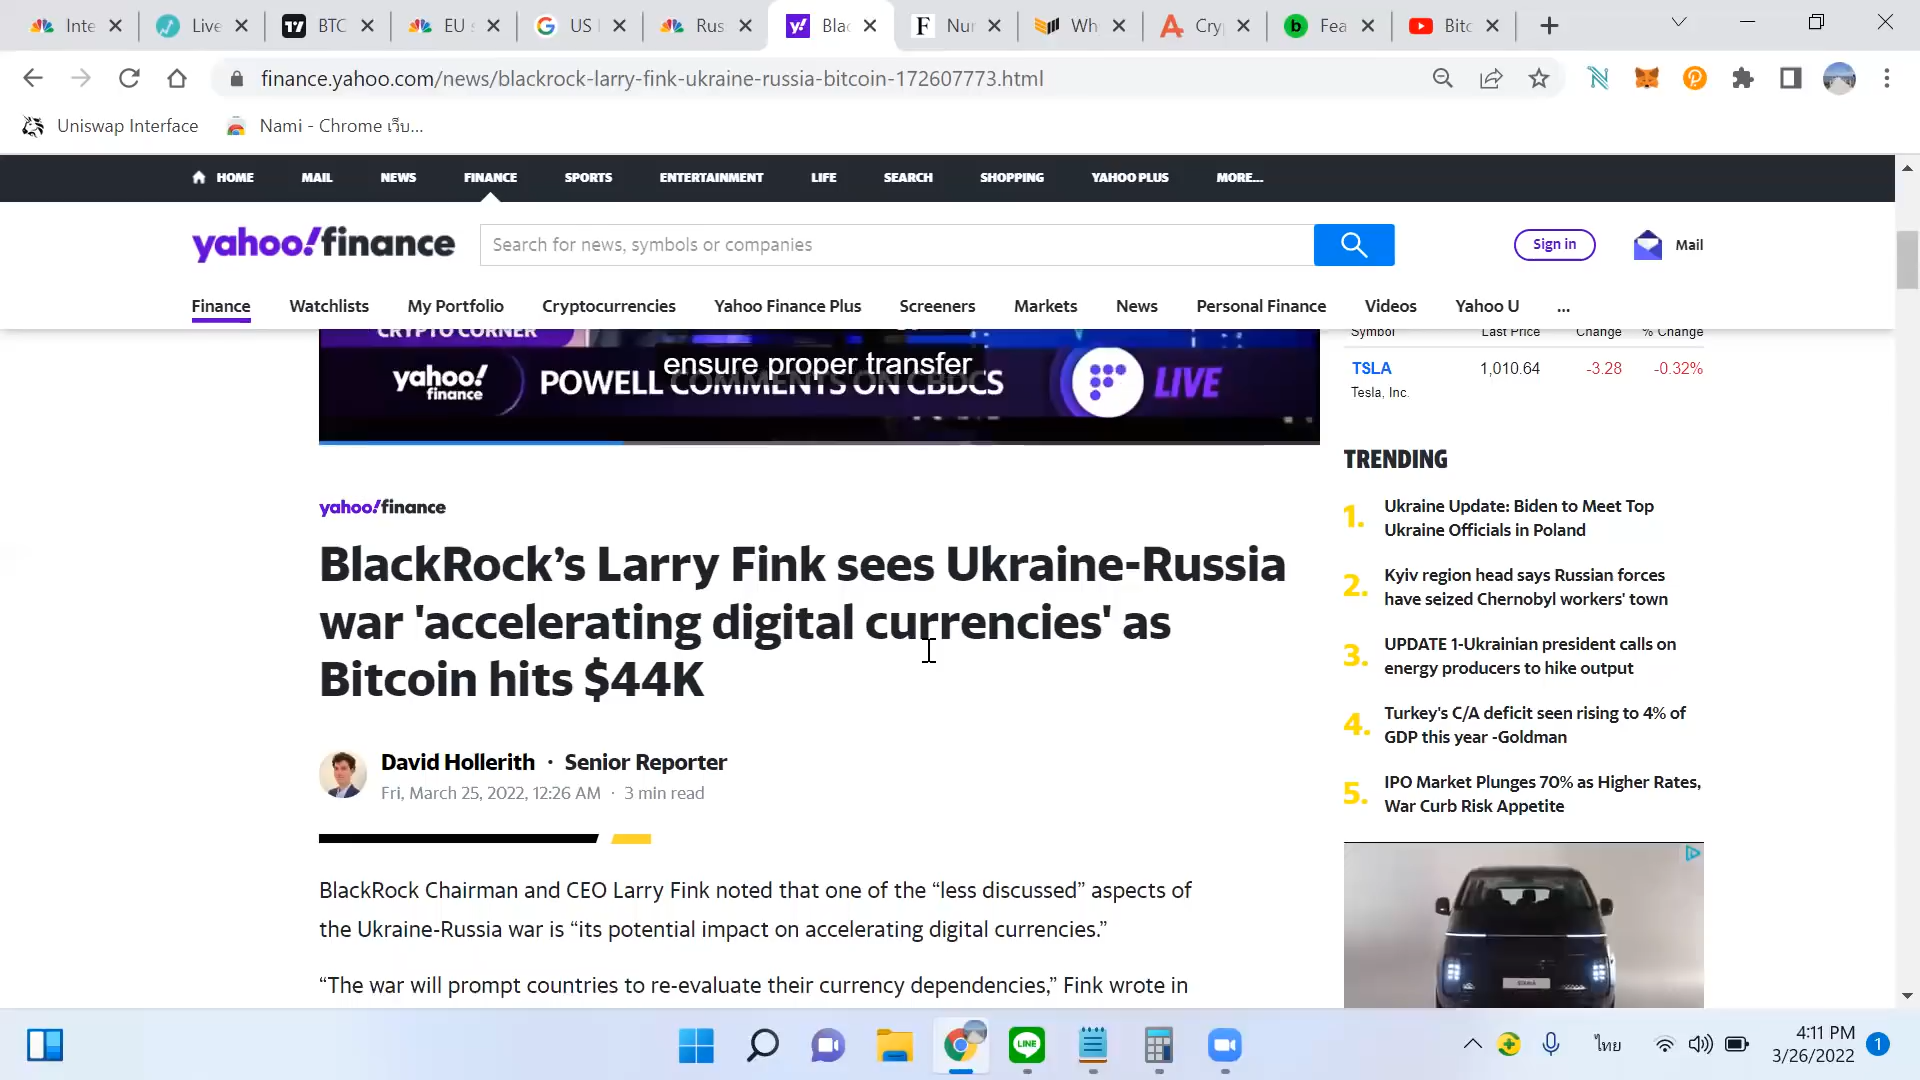 Inte
Live
BTC
EU s
US I
Rus
Bla
Nur
Wh
Cry
Fea
Bitc
finance.yahoo.com/news/blackrock-larry-fink-ukraine-russia-bitcoin-172607773.html
Uniswap Interface
Nami - Chrome เว็บ...
HOME
MAIL
NEWS
FINANCE
SPORTS
ENTERTAINMENT
LIFE
SEARCH
SHOPPING
YAHOO PLUS
MORE...
yahoo!finance
Search for news, symbols or companies
Sign in
Mail
Finance
Watchlists
My Portfolio
Cryptocurrencies
Yahoo Finance Plus
Screeners
Markets
News
Personal Finance
Videos
Yahoo U
...
CRYPTO CORNER
ensure proper transfer
yahoo!
finance
POWELL COMMENTS ON CBDCS
LIVE
Symbol
Last Price
Change
% Change
TSLA
1,010.64
-3.28
-0.32%
Tesla, Inc.
yahoo!finance
BlackRock’s Larry Fink sees Ukraine-Russia
war 'accelerating digital currencies' as
Bitcoin hits $44K
David Hollerith · Senior Reporter
Fri, March 25, 2022, 12:26 AM · 3 min read
BlackRock Chairman and CEO Larry Fink noted that one of the “less discussed” aspects of
the Ukraine-Russia war is “its potential impact on accelerating digital currencies.”
“The war will prompt countries to re-evaluate their currency dependencies,” Fink wrote in
TRENDING
1. Ukraine Update: Biden to Meet Top
Ukraine Officials in Poland
2. Kyiv region head says Russian forces
have seized Chernobyl workers' town
3. UPDATE 1-Ukrainian president calls on
energy producers to hike output
4. Turkey's C/A deficit seen rising to 4% of
GDP this year -Goldman
5. IPO Market Plunges 70% as Higher Rates,
War Curb Risk Appetite
LINE
ไทย
4:11 PM
3/26/2022
1